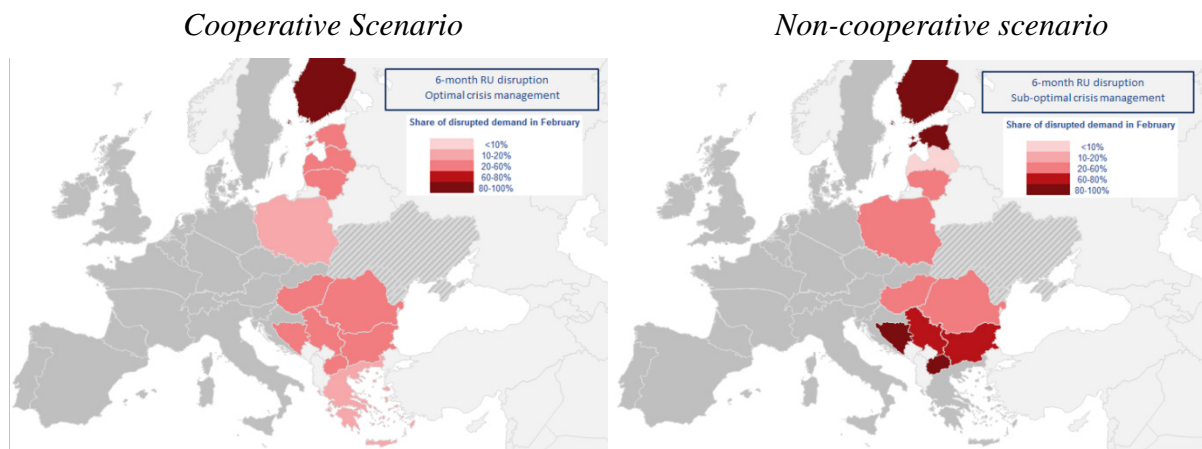 Cooperative Scenario
Non-cooperative scenario
6-month RU disruption
Optimal crisis management
Share of disrupted demand in February
<10%
10-20%
20-60%
60-80%
80-100%
6-month RU disruption
Sub-optimal crisis management
Share of disrupted demand in February
<10%
10-20%
20-60%
60-80%
80-100%